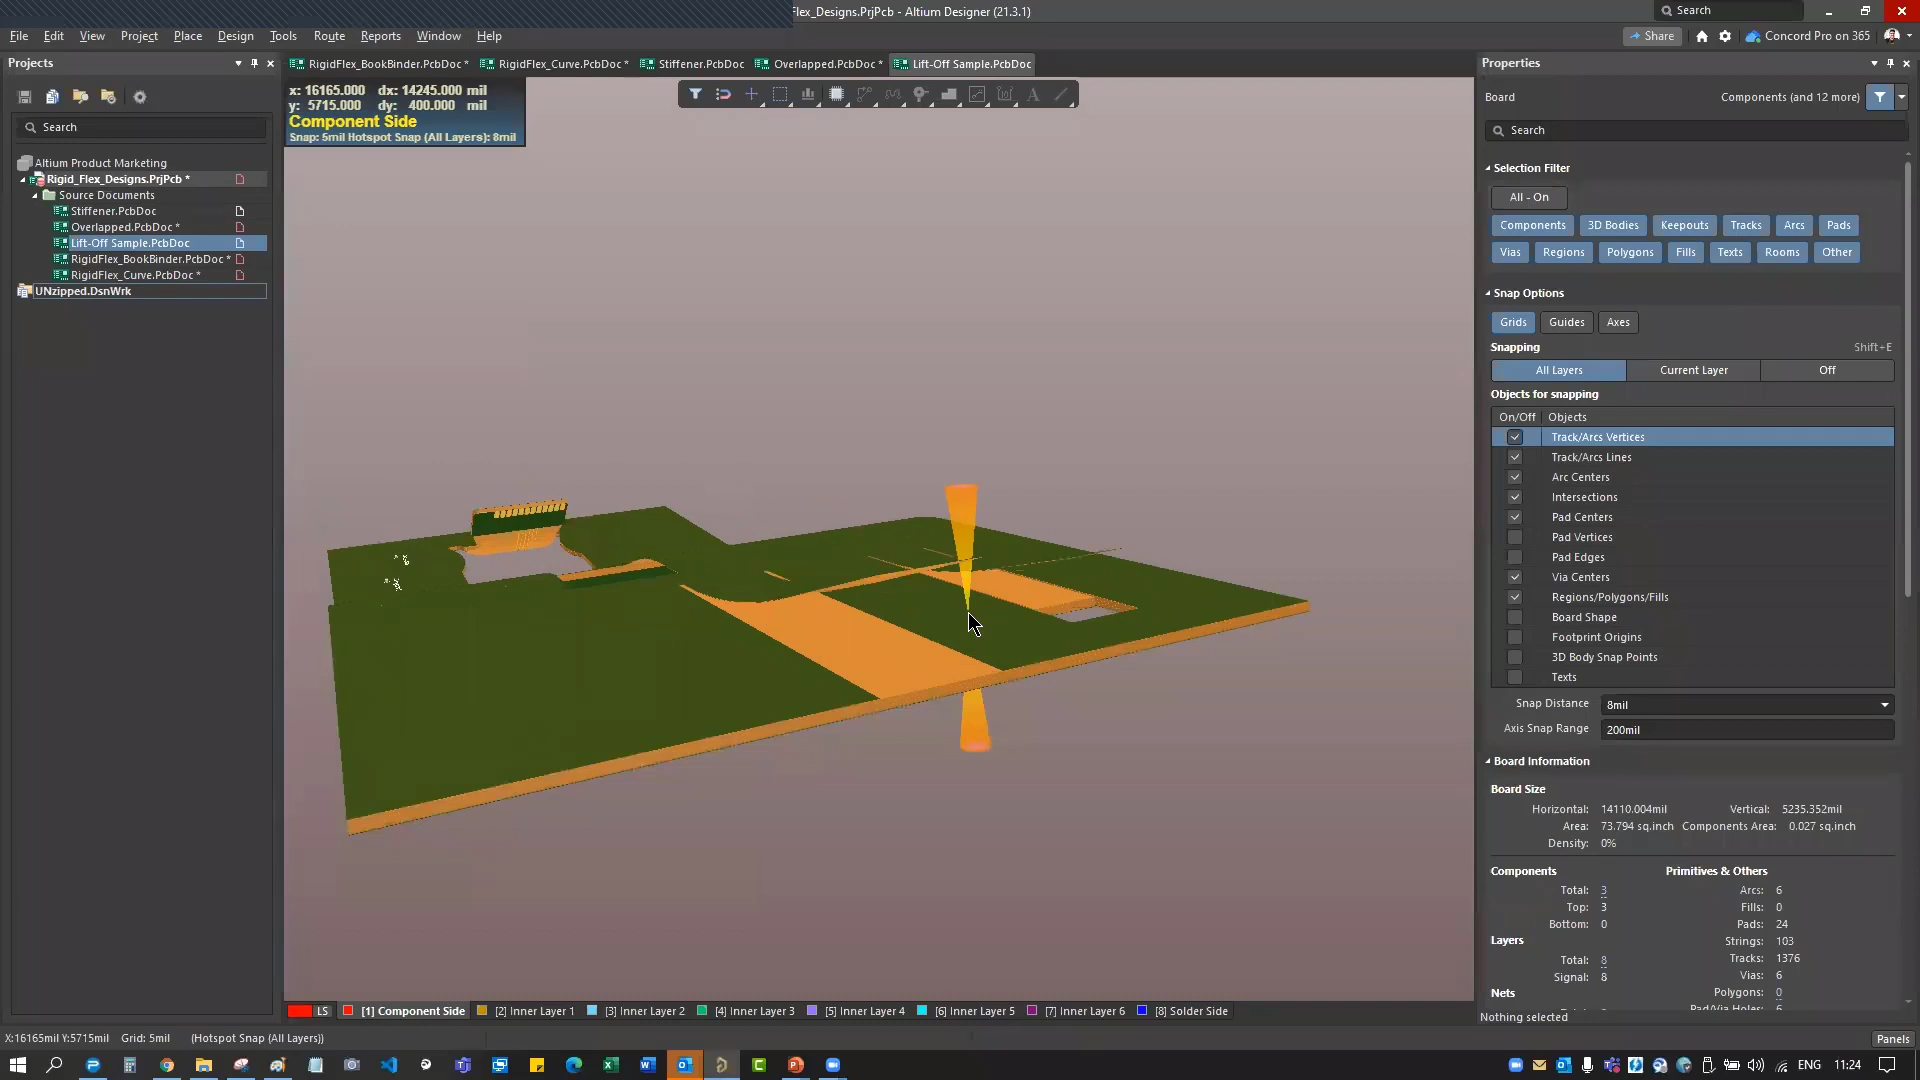 Flex_Designs.PrjPcb - Altium Designer (21.3.1)
Search
File Edit View Project Place Design Tools Route Reports Window Help
Share
Concord Pro on 365
Projects
RigidFlex_BookBinder.PcbDoc *
RigidFlex_Curve.PcbDoc *
Stiffener.PcbDoc
Overlapped.PcbDoc *
Lift-Off Sample.PcbDoc
Properties
x: 16165.000 dx: 14245.000 mil
y: 5715.000 dy: 400.000 mil
Component Side
Snap: 5mil Hotspot Snap (All Layers): 8mil
Board
Components (and 12 more)
Search
Search
Altium Product Marketing
Rigid_Flex_Designs.PrjPcb *
Source Documents
Stiffener.PcbDoc
Overlapped.PcbDoc *
Lift-Off Sample.PcbDoc
RigidFlex_BookBinder.PcbDoc *
RigidFlex_Curve.PcbDoc *
UNzipped.DsnWrk
Selection Filter
All - On
Components 3D Bodies Keepouts Tracks Arcs Pads
Vias Regions Polygons Fills Texts Rooms Other
Snap Options
Grids Guides Axes
Snapping Shift+E
All Layers Current Layer Off
Objects for snapping
On/Off Objects
Track/Arcs Vertices
Track/Arcs Lines
Arc Centers
Intersections
Pad Centers
Pad Vertices
Pad Edges
Via Centers
Regions/Polygons/Fills
Board Shape
Footprint Origins
3D Body Snap Points
Texts
Snap Distance 8mil
Axis Snap Range 200mil
Board Information
Board Size
Horizontal: 14110.004mil Vertical: 5235.352mil
Area: 73.794 sq.inch Components Area: 0.027 sq.inch
Density: 0%
Components Primitives & Others
Total: 3 Arcs: 6
Top: 3 Fills: 0
Bottom: 0 Pads: 24
Layers Strings: 103
Total: 8 Tracks: 1376
Signal: 8 Vias: 6
Nets Polygons: 0
Pad/Via Holes: 6
Nothing selected
LS [1] Component Side [2] Inner Layer 1 [3] Inner Layer 2 [4] Inner Layer 3 [5] Inner Layer 4 [6] Inner Layer 5 [7] Inner Layer 6 [8] Solder Side
X:16165mil Y:5715mil Grid: 5mil (Hotspot Snap (All Layers))
Panels
ENG 11:24